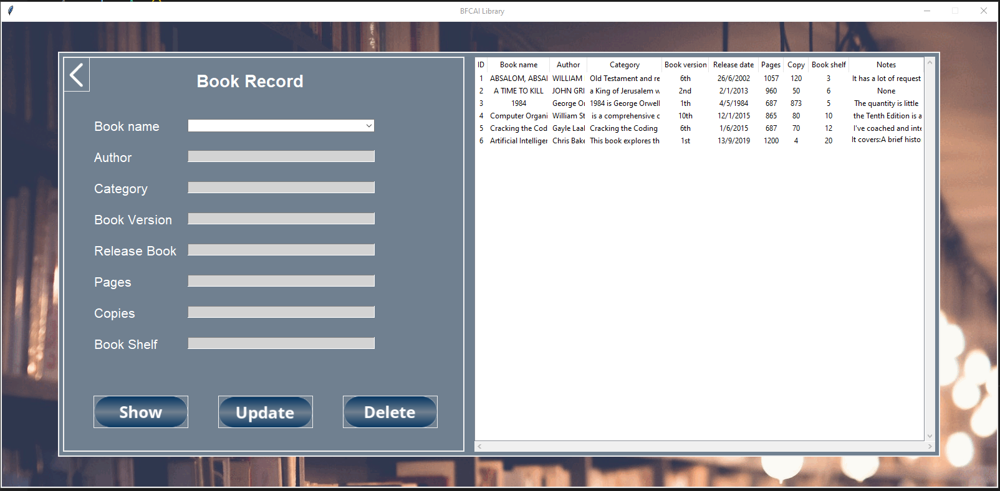 BFCAI Library
Book Record
Book name
Author
Category
Book Version
Release Book
Pages
Copies
Book Shelf
Show Update Delete
ID Book name Author Category Book version Release date Pages Copy Book shelf Notes
1 ABSALOM, ABSAI WILLIAM Old Testament and re 6th 26/6/2002 1057 120 3 It has a lot of request
2 A TIME TO KILL JOHN GRI a King of Jerusalem w 2nd 2/1/2013 960 50 6 None
3 1984 George Or 1984 is George Orwell 1th 4/5/1984 687 873 5 The quantity is little
4 Computer Organi William St is a comprehensive c 10th 12/1/2015 865 80 10 the Tenth Edition is a
5 Cracking the Cod Gayle Laal Cracking the Coding 6th 1/6/2015 687 70 12 I've coached and inte
6 Artificial Intelliger Chris Bake This book explores th 1st 13/9/2019 1200 4 20 It covers:A brief histo